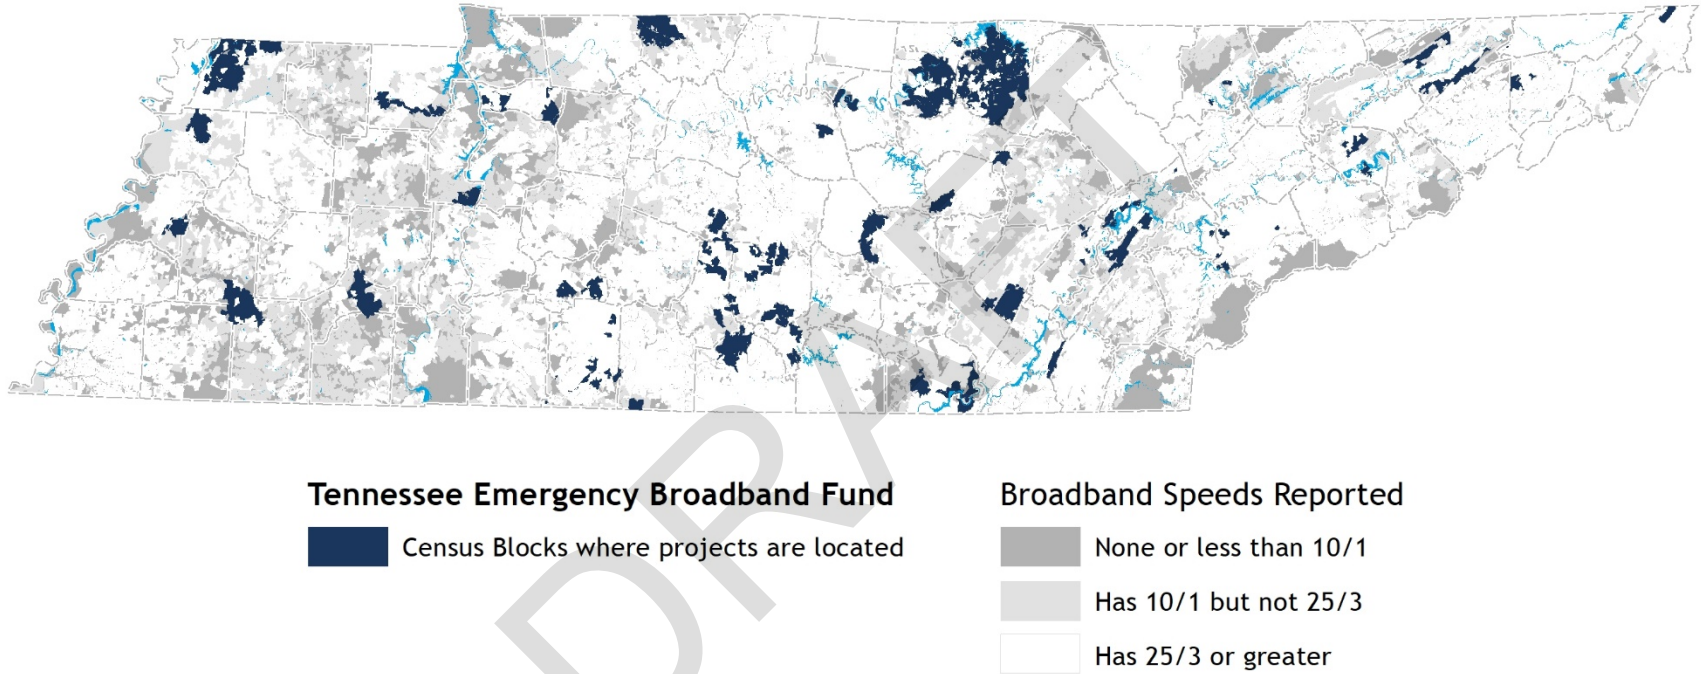 DRAFT
Tennessee Emergency Broadband Fund
Census Blocks where projects are located
Broadband Speeds Reported
None or less than 10/1
Has 10/1 but not 25/3
Has 25/3 or greater